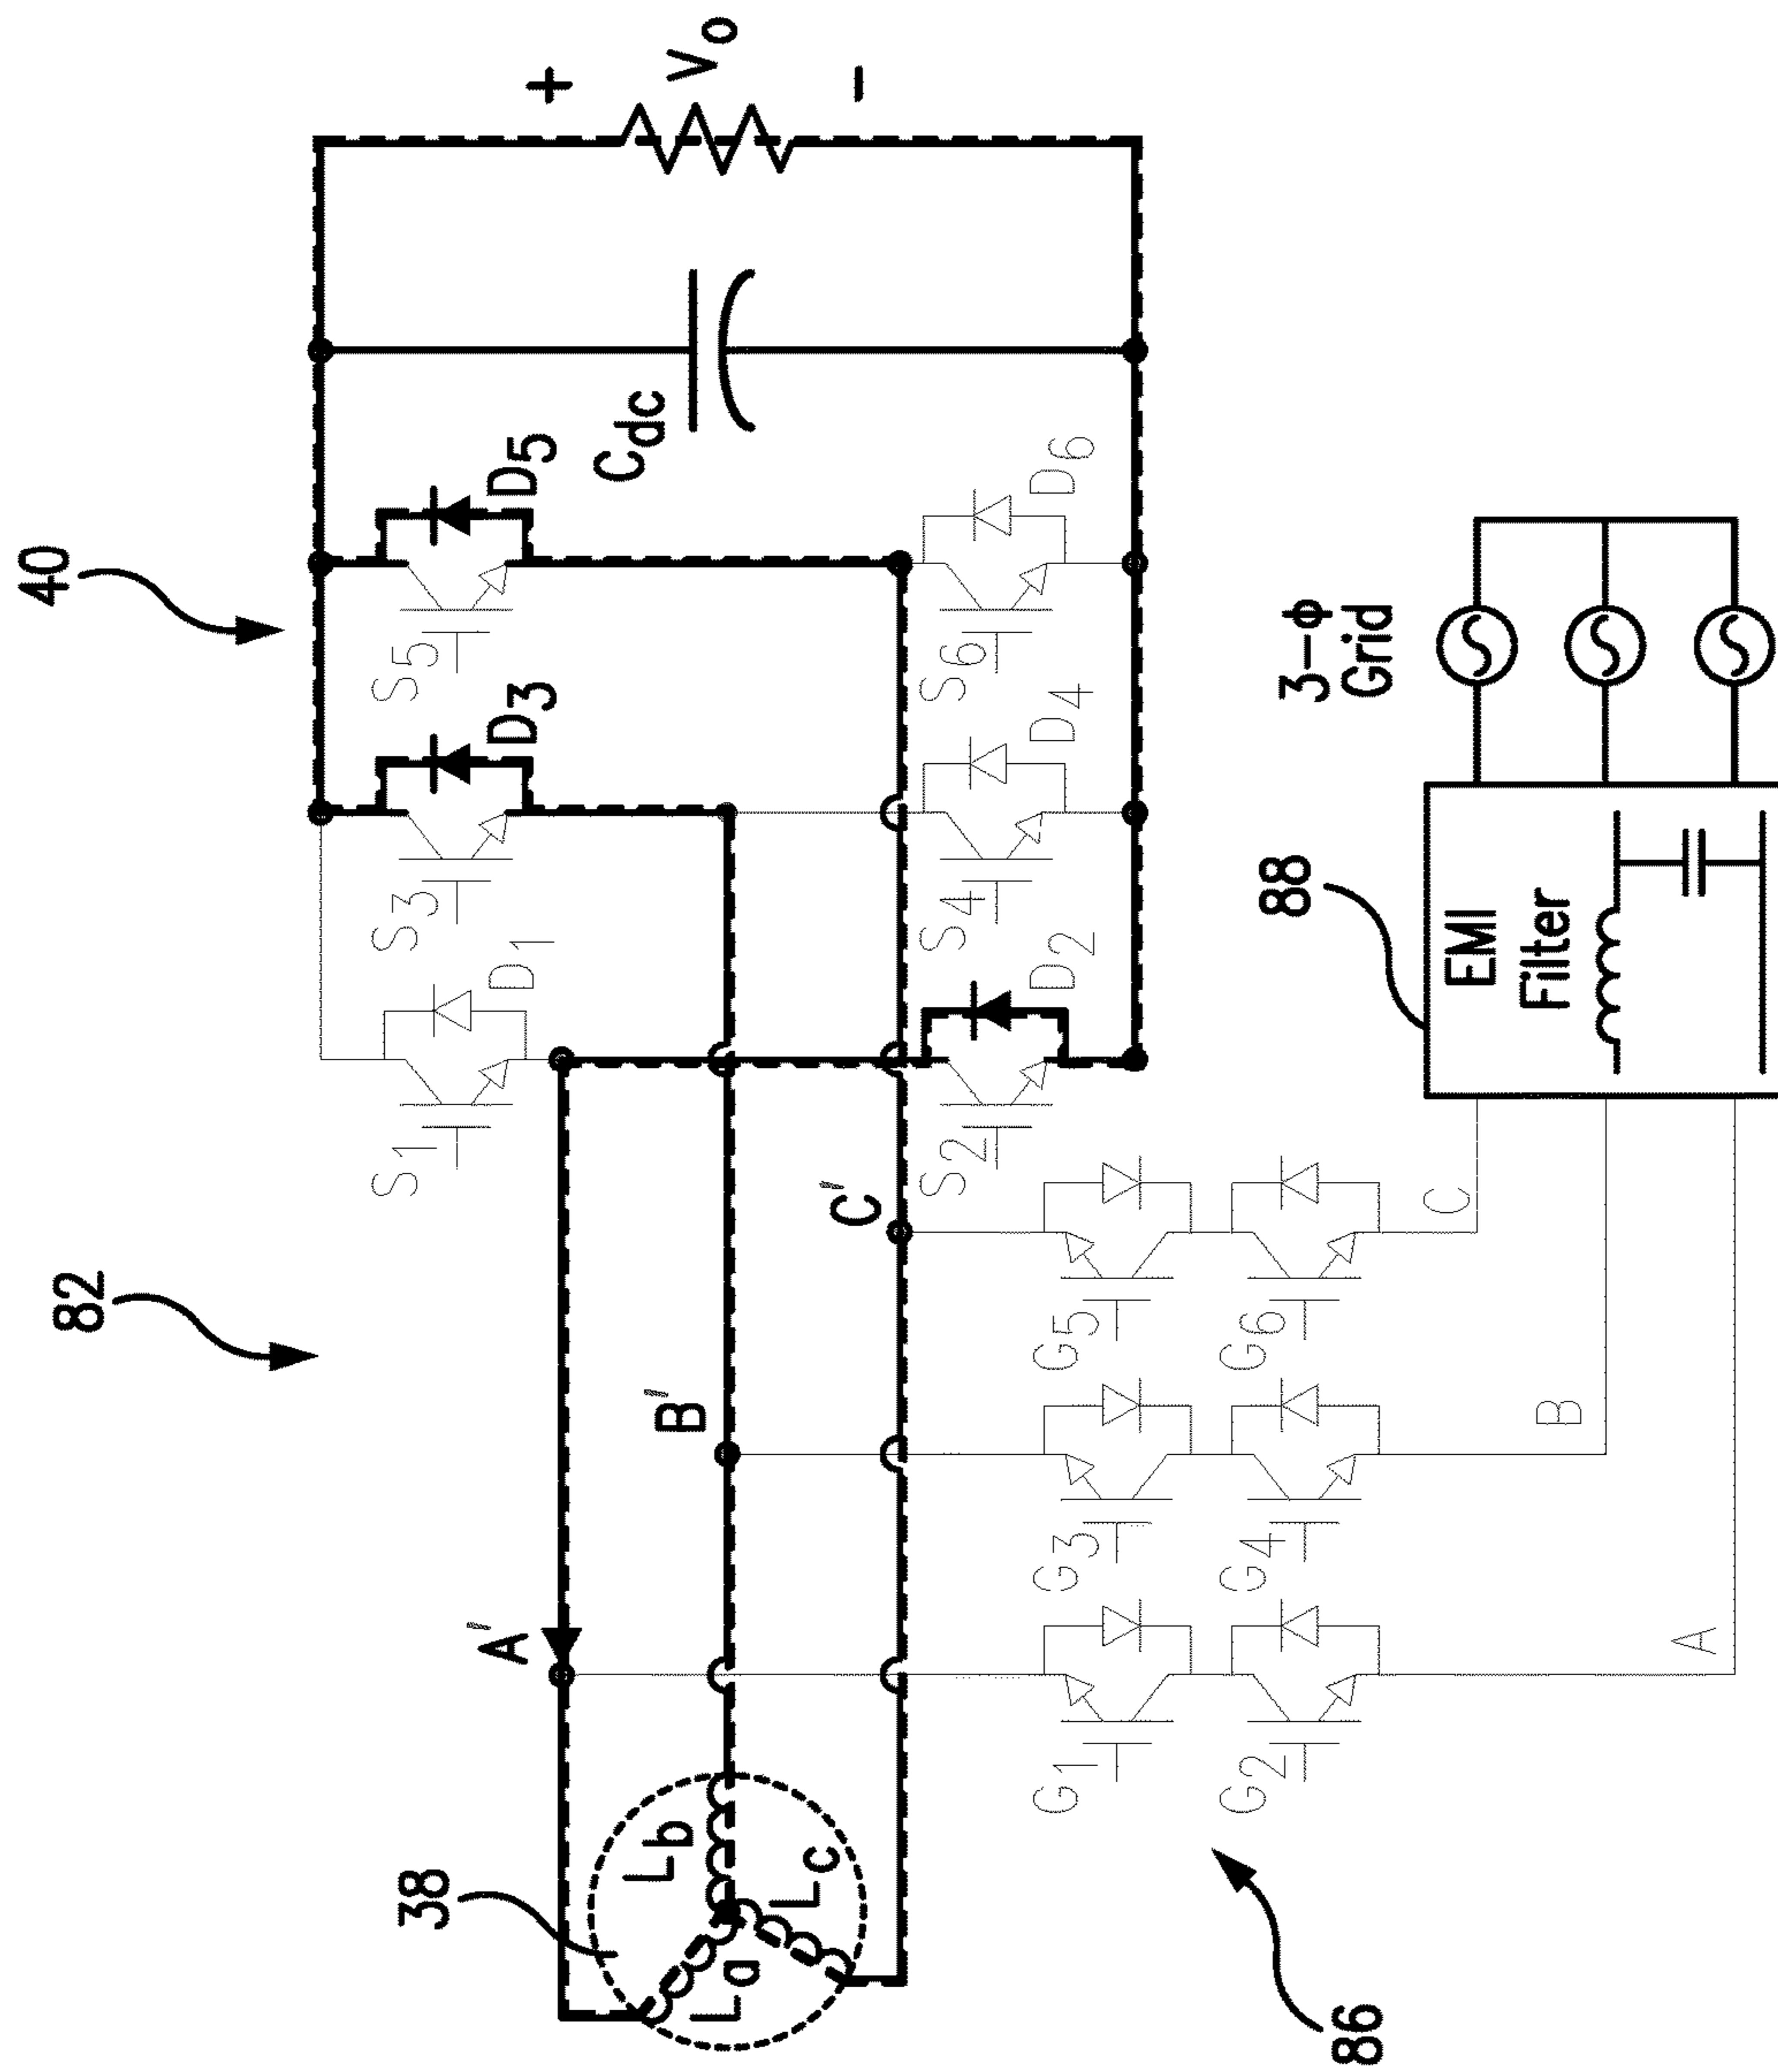 40
82
38
86
88
S1
D1
S3
D3
S5
D5
S2
D2
S4
D4
S6
D6
Cdc
+
Vo
−
A'
B'
C'
La
Lb
Lc
G1
G2
G3
G4
G5
G6
A
B
C
EMI
Filter
3-ϕ
Grid